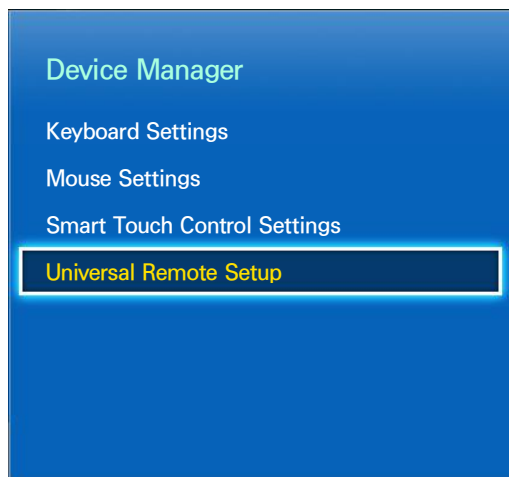 Device Manager
Keyboard Settings
Mouse Settings
Smart Touch Control Settings
Universal Remote Setup